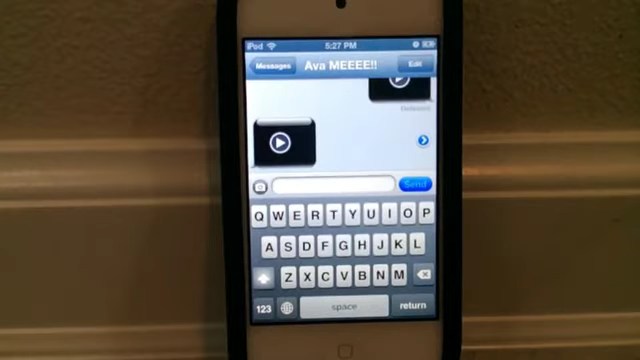 iPod 5:27 PM
Messages Ava MEEEE!! Edit
Delivered
Send
Q W E R T Y U I O P
A S D F G H J K L
Z X C V B N M
123 space return